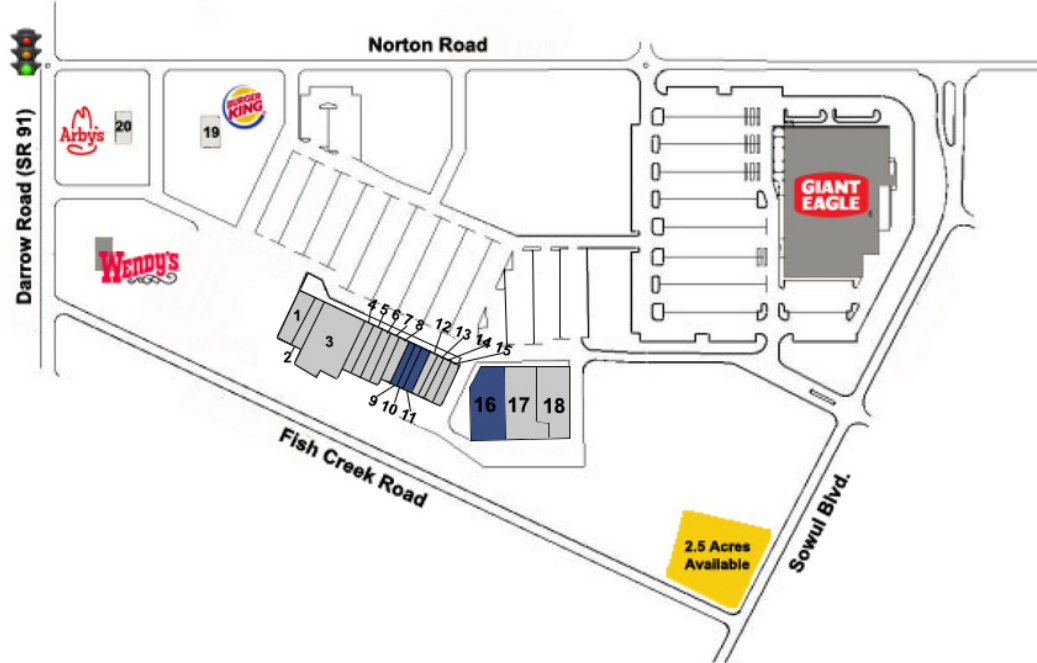 Norton Road
Darrow Road (SR 91)
Arby's
20
19
BURGER
KING
GIANT
EAGLE
WENDY'S
1
2
3
4
5
6
7
8
12
13
14
15
9
10
11
16
17
18
Fish Creek Road
2.5 Acres
Available
Sowul Blvd.